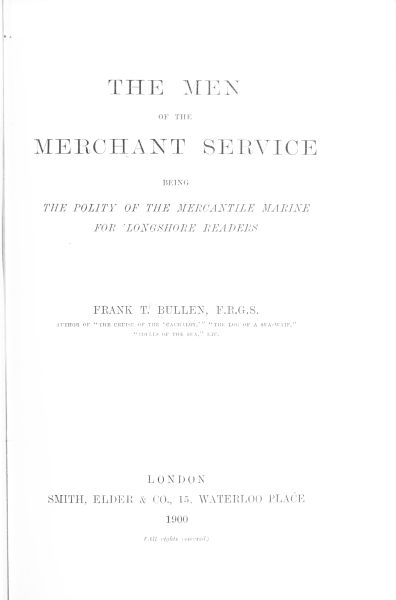 THE MEN
OF THE
MERCHANT SERVICE
BEING
THE POLITY OF THE MERCANTILE MARINE
FOR 'LONGSHORE READERS
FRANK T. BULLEN, F.R.G.S.
AUTHOR OF "THE CRUISE OF THE 'CACHALOT,'" "THE LOG OF A SEA-WAIF,"
"IDYLLS OF THE SEA," ETC.
LONDON
SMITH, ELDER & CO., 15, WATERLOO PLACE
1900
(All rights reserved)